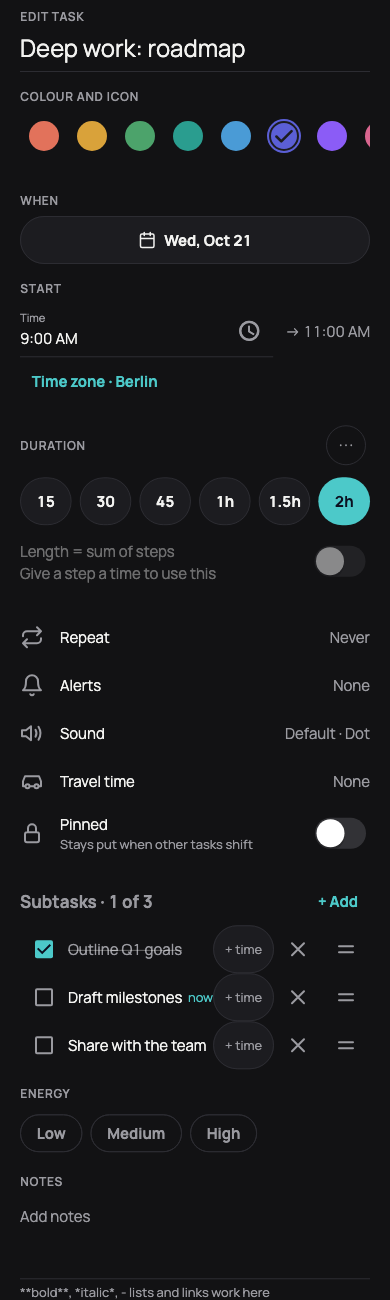 EDIT TASK
Deep work: roadmap
COLOUR AND ICON
WHEN
Wed, Oct 21
START
Time
9:00 AM
→ 11:00 AM
Time zone · Berlin
DURATION
···
15 30 45 1h 1.5h 2h
Length = sum of steps
Give a step a time to use this
Repeat Never
Alerts None
Sound Default · Dot
Travel time None
Pinned
Stays put when other tasks shift
Subtasks · 1 of 3 + Add
Outline Q1 goals + time
Draft milestones now + time
Share with the team + time
ENERGY
Low Medium High
NOTES
Add notes
**bold**, *italic*, - lists and links work here